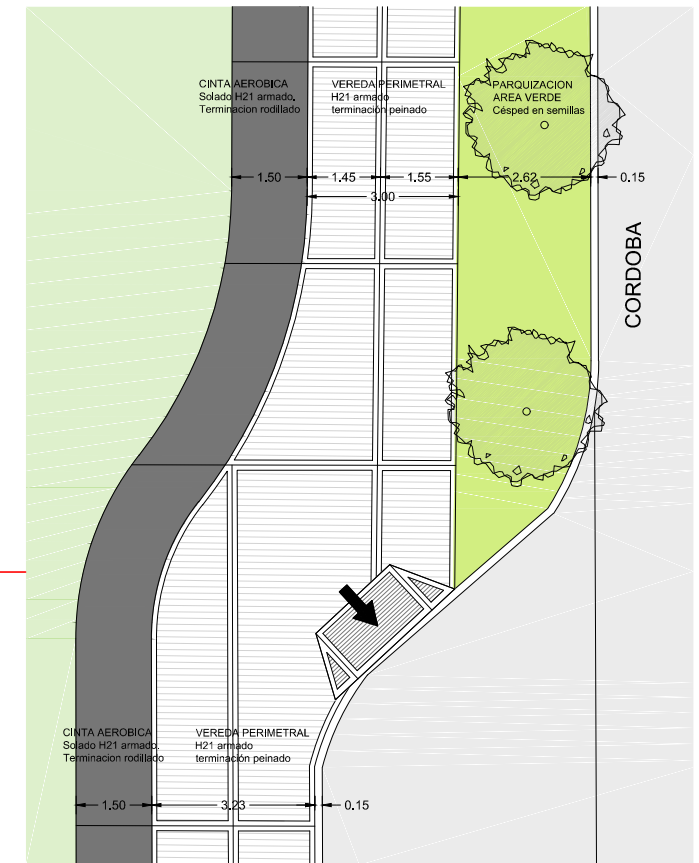 CINTA AEROBICA
Solado H21 armado.
Terminacion rodillado
VEREDA PERIMETRAL
H21 armado
terminación peinado
PARQUIZACION
AREA VERDE
Césped en semillas
1.50
1.45
1.55
2.62
0.15
3.00
CORDOBA
CINTA AEROBICA
Solado H21 armado.
Terminacion rodillado
VEREDA PERIMETRAL
H21 armado
terminación peinado
1.50
3.23
0.15